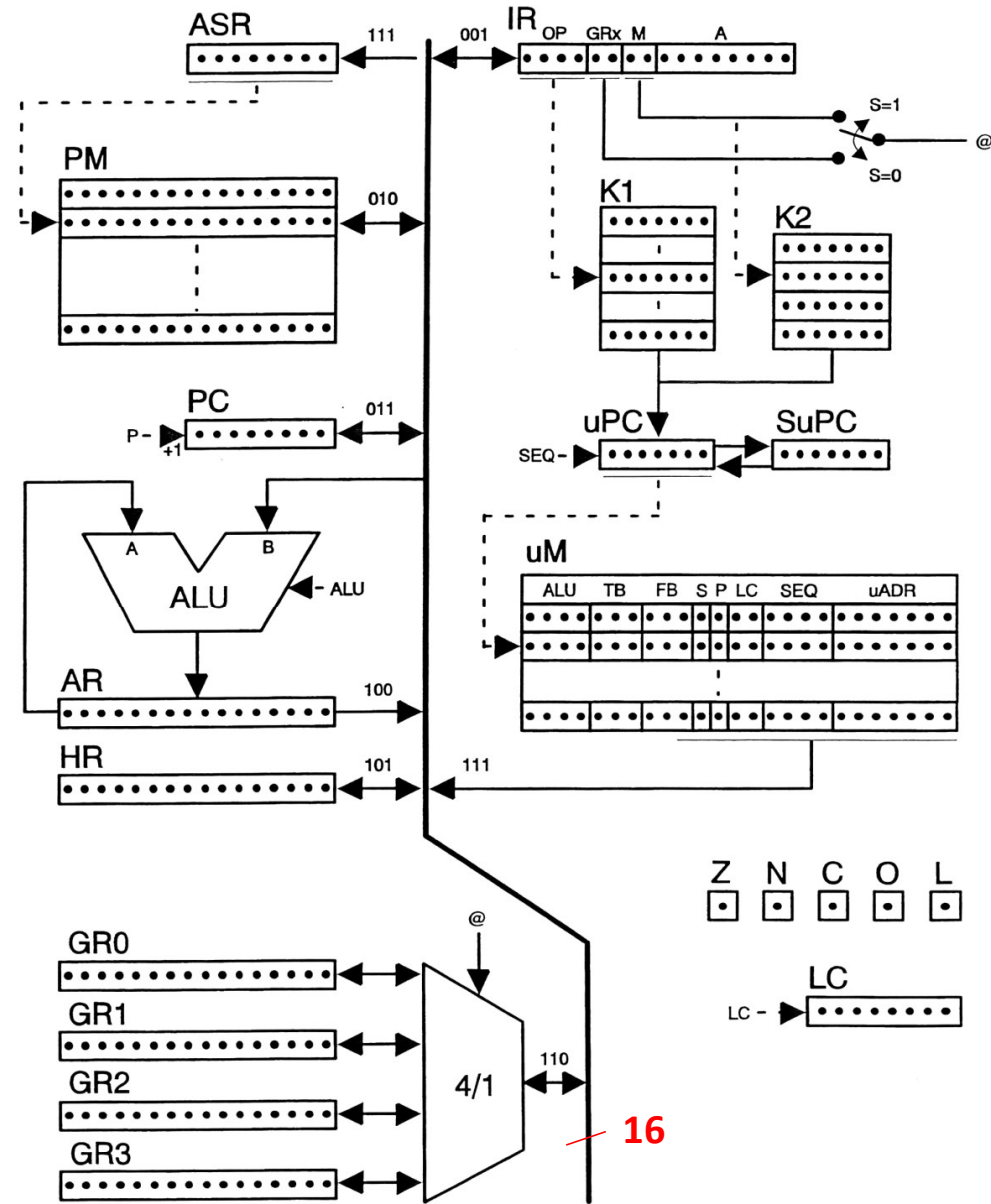 ASR
111
001
IR
OP GRx M A
S=1
@
S=0
PM
010
K1
K2
PC
011
P
+1
uPC
SuPC
SEQ
A B
ALU
ALU
uM
ALU TB FB S P LC SEQ uADR
AR
100
HR
101
111
Z N C O L
@
GR0
GR1
GR2
GR3
4/1
110
LC
LC
16